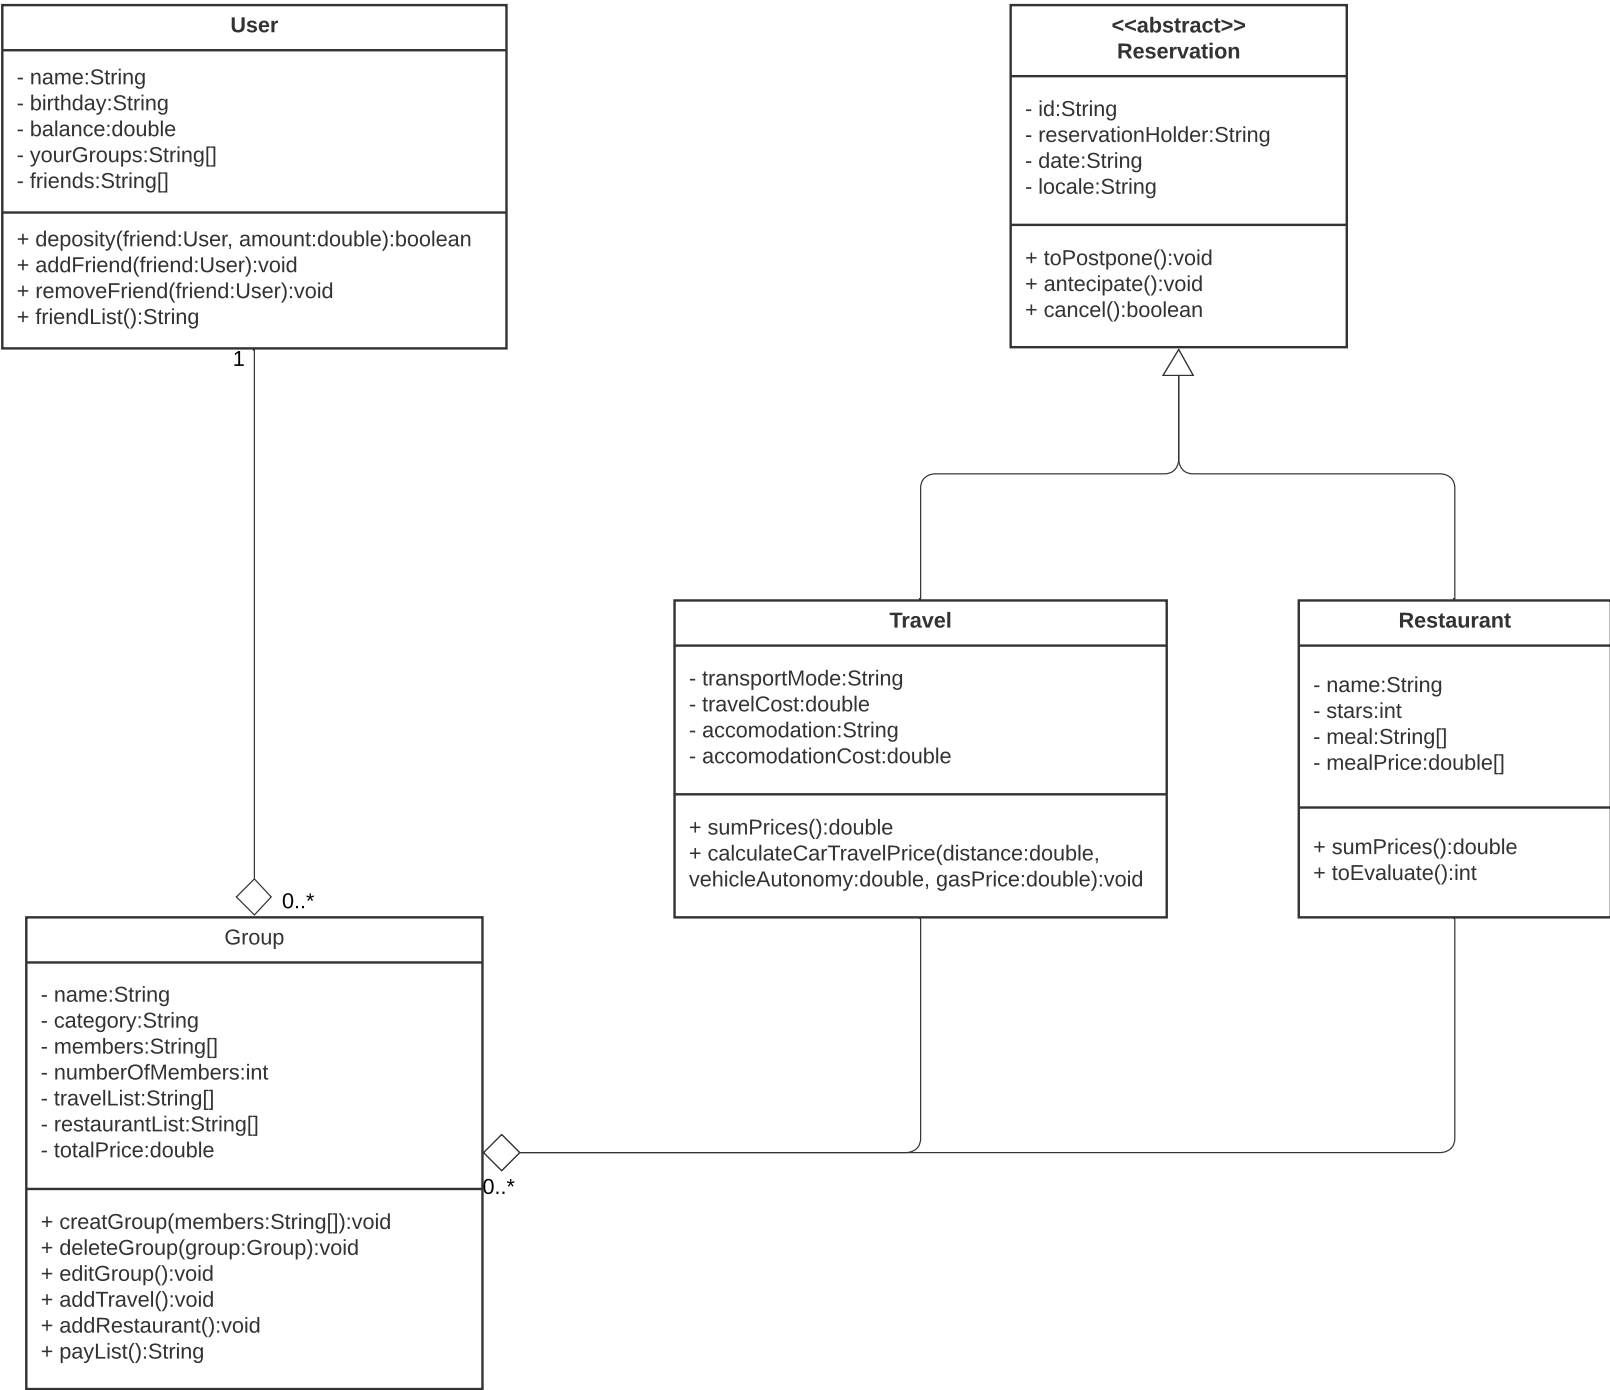 User
- name:String
- birthday:String
- balance:double
- yourGroups:String[]
- friends:String[]
+ deposity(friend:User, amount:double):boolean
+ addFriend(friend:User):void
+ removeFriend(friend:User):void
+ friendList():String
1
<<abstract>>
Reservation
- id:String
- reservationHolder:String
- date:String
- locale:String
+ toPostpone():void
+ antecipate():void
+ cancel():boolean
Travel
- transportMode:String
- travelCost:double
- accomodation:String
- accomodationCost:double
+ sumPrices():double
+ calculateCarTravelPrice(distance:double,
vehicleAutonomy:double, gasPrice:double):void
Restaurant
- name:String
- stars:int
- meal:String[]
- mealPrice:double[]
+ sumPrices():double
+ toEvaluate():int
0..*
Group
- name:String
- category:String
- members:String[]
- numberOfMembers:int
- travelList:String[]
- restaurantList:String[]
- totalPrice:double
0..*
+ creatGroup(members:String[]):void
+ deleteGroup(group:Group):void
+ editGroup():void
+ addTravel():void
+ addRestaurant():void
+ payList():String